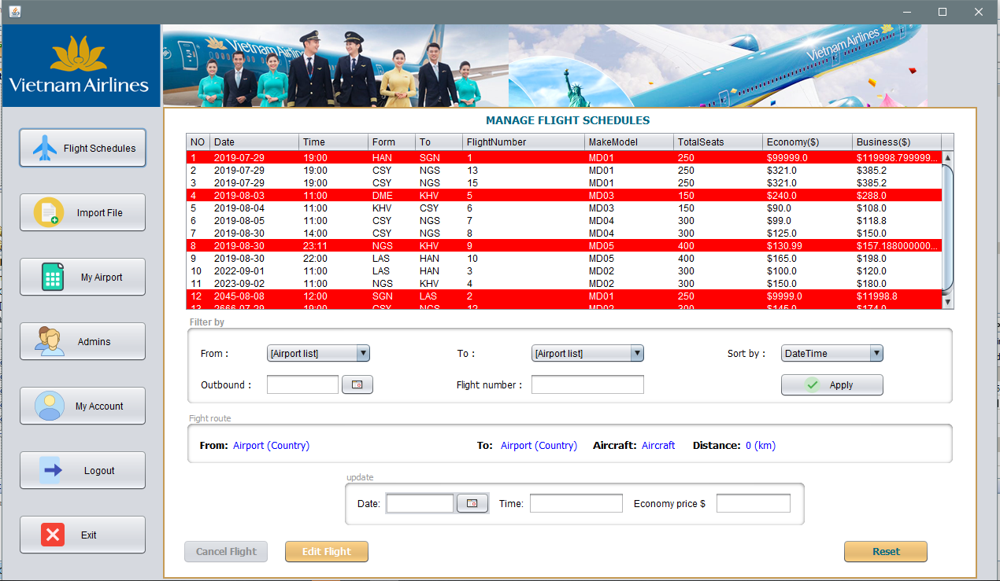 Vietnam Airlines
VietnamAirlines
VietnamAirlines
MANAGE FLIGHT SCHEDULES
Flight Schedules
Import File
My Airport
Admins
My Account
Logout
Exit
NO Date Time Form To FlightNumber MakeModel TotalSeats Economy($) Business($)
1 2019-07-29 19:00 HAN SGN 1 MD01 250 $99999.0 $119998.799999...
2 2019-07-29 19:00 CSY NGS 13 MD01 250 $321.0 $385.2
3 2019-07-29 19:00 CSY NGS 15 MD01 250 $321.0 $385.2
4 2019-08-03 11:00 DME KHV 5 MD03 150 $240.0 $288.0
5 2019-08-04 11:00 KHV CSY 6 MD03 150 $90.0 $108.0
6 2019-08-05 11:00 CSY NGS 7 MD04 300 $99.0 $118.8
7 2019-08-30 14:00 CSY NGS 8 MD04 300 $125.0 $150.0
8 2019-08-30 23:11 NGS KHV 9 MD05 400 $130.99 $157.188000000...
9 2019-08-30 22:00 LAS HAN 10 MD05 400 $165.0 $198.0
10 2022-09-01 11:00 LAS HAN 3 MD02 300 $100.0 $120.0
11 2023-09-02 11:00 NGS KHV 4 MD02 300 $150.0 $180.0
12 2045-08-08 12:00 SGN LAS 2 MD01 250 $9999.0 $11998.8
13 2666-07-29 19:00 CSY NGS 12 MD02 300 $145.0 $174.0
Filter by
From : [Airport list] To : [Airport list] Sort by : DateTime
Outbound : Flight number : Apply
Fight route
From: Airport (Country) To: Airport (Country) Aircraft: Aircraft Distance: 0 (km)
update
Date: Time: Economy price $
Cancel Flight Edit Flight Reset